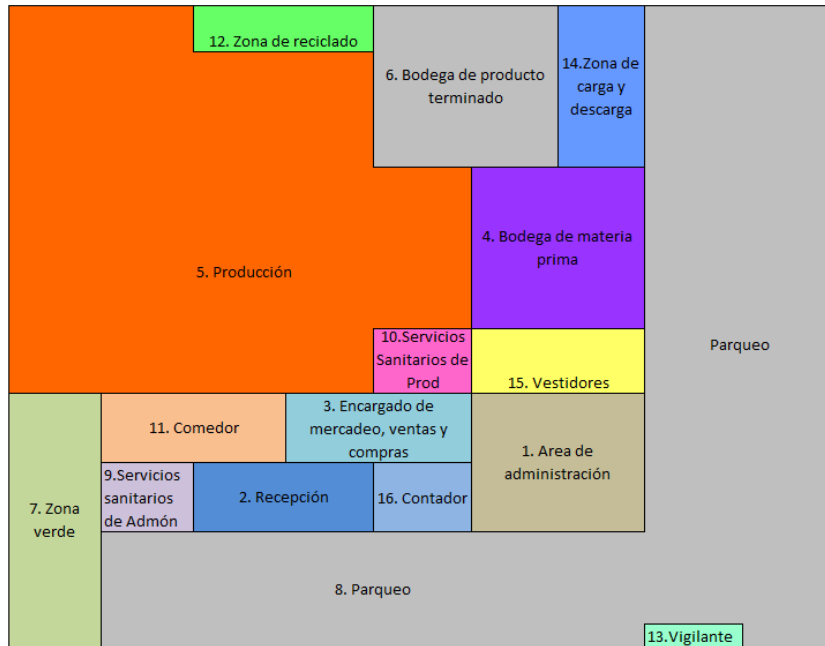 12. Zona de reciclado
6. Bodega de producto
terminado
14.Zona de
carga y
descarga
4. Bodega de materia
prima
5. Producción
10.Servicios
Sanitarios de
Prod
15. Vestidores
Parqueo
11. Comedor
3. Encargado de
mercadeo, ventas y
compras
1. Area de
administración
9.Servicios
sanitarios
de Admón
2. Recepción
16. Contador
7. Zona
verde
8. Parqueo
13.Vigilante